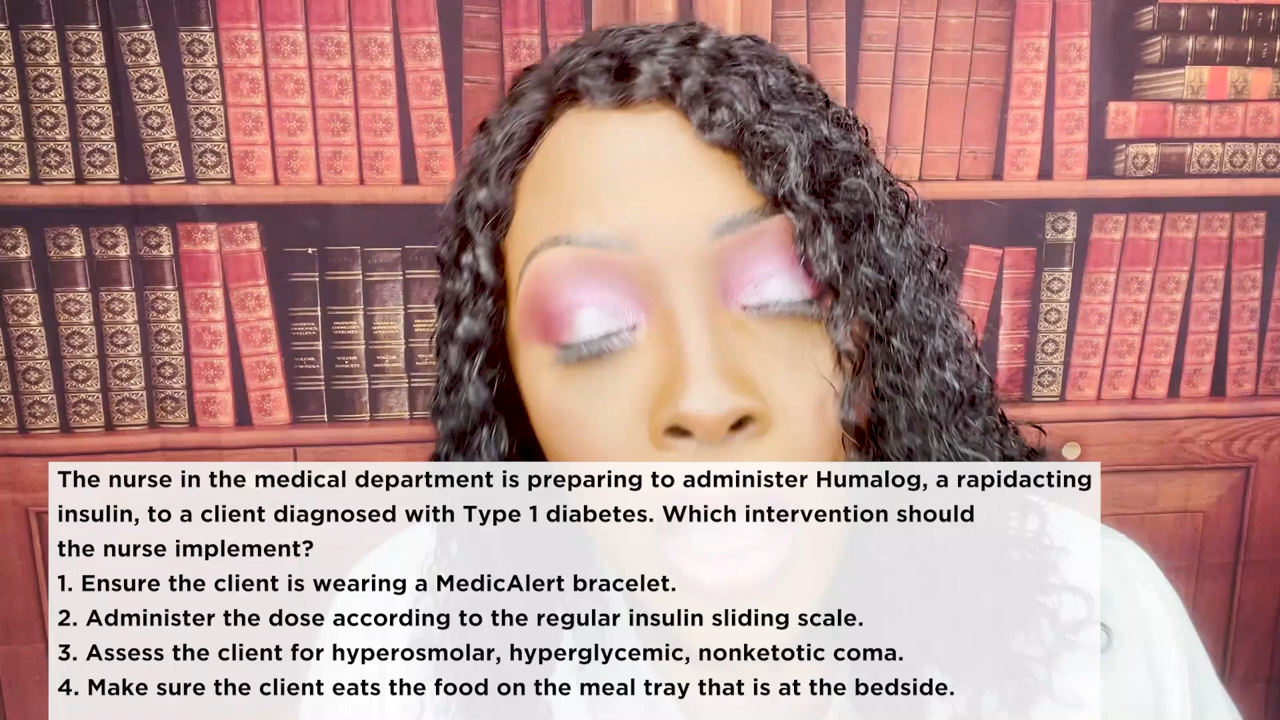 The nurse in the medical department is preparing to administer Humalog, a rapidacting
insulin, to a client diagnosed with Type 1 diabetes. Which intervention should
the nurse implement?
1. Ensure the client is wearing a MedicAlert bracelet.
2. Administer the dose according to the regular insulin sliding scale.
3. Assess the client for hyperosmolar, hyperglycemic, nonketotic coma.
4. Make sure the client eats the food on the meal tray that is at the bedside.